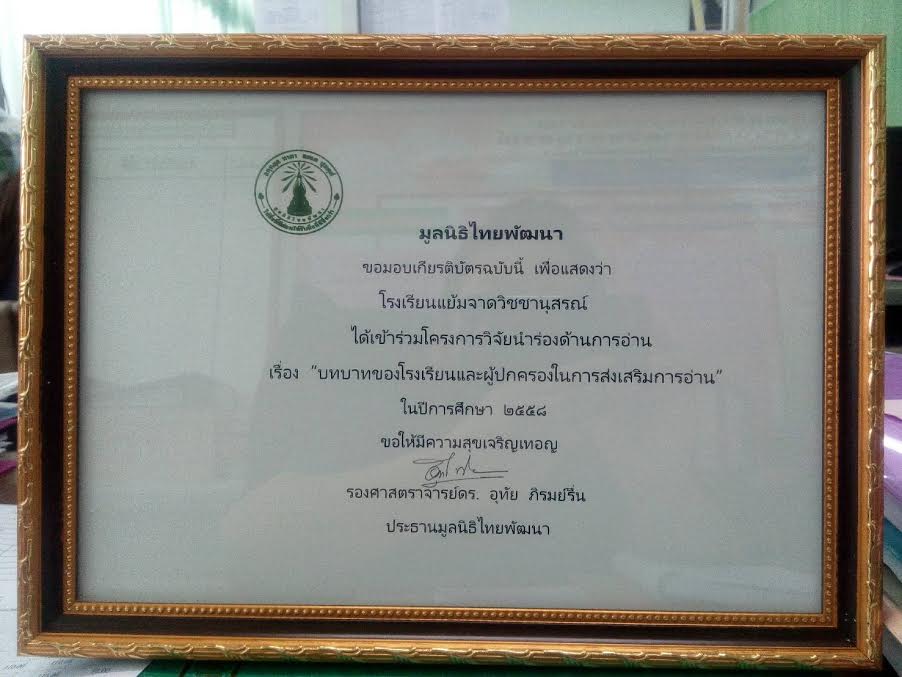 มูลนิธิไทยพัฒนา
ขอมอบเกียรติบัตรฉบับนี้ เพื่อแสดงว่า
โรงเรียนแย้มจาดวิชชานุสรณ์
ได้เข้าร่วมโครงการวิจัยนำร่องด้านการอ่าน
เรื่อง "บทบาทของโรงเรียนและผู้ปกครองในการส่งเสริมการอ่าน"
ในปีการศึกษา ๒๕๕๘
ขอให้มีความสุขเจริญเทอญ
รองศาสตราจารย์ดร. อุทัย ภิรมย์รื่น
ประธานมูลนิธิไทยพัฒนา